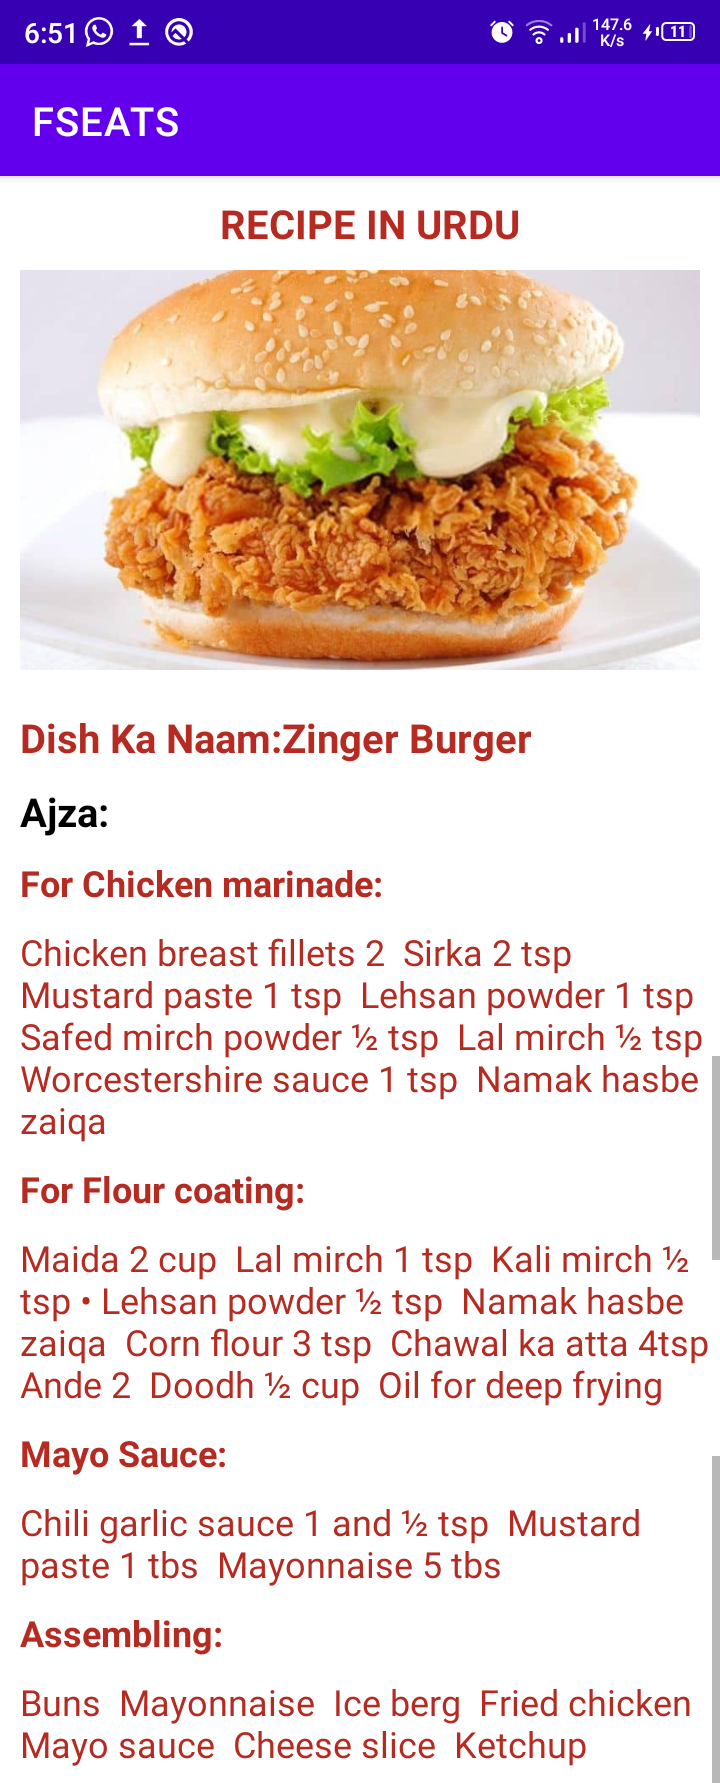 6:51
147.6
K/s
11
FSEATS
RECIPE IN URDU
Dish Ka Naam:Zinger Burger
Ajza:
For Chicken marinade:
Chicken breast fillets 2  Sirka 2 tsp
Mustard paste 1 tsp  Lehsan powder 1 tsp
Safed mirch powder ½ tsp  Lal mirch ½ tsp
Worcestershire sauce 1 tsp  Namak hasbe
zaiqa
For Flour coating:
Maida 2 cup  Lal mirch 1 tsp  Kali mirch ½
tsp • Lehsan powder ½ tsp  Namak hasbe
zaiqa  Corn flour 3 tsp  Chawal ka atta 4tsp
Ande 2  Doodh ½ cup  Oil for deep frying
Mayo Sauce:
Chili garlic sauce 1 and ½ tsp  Mustard
paste 1 tbs  Mayonnaise 5 tbs
Assembling:
Buns  Mayonnaise  Ice berg  Fried chicken
Mayo sauce  Cheese slice  Ketchup